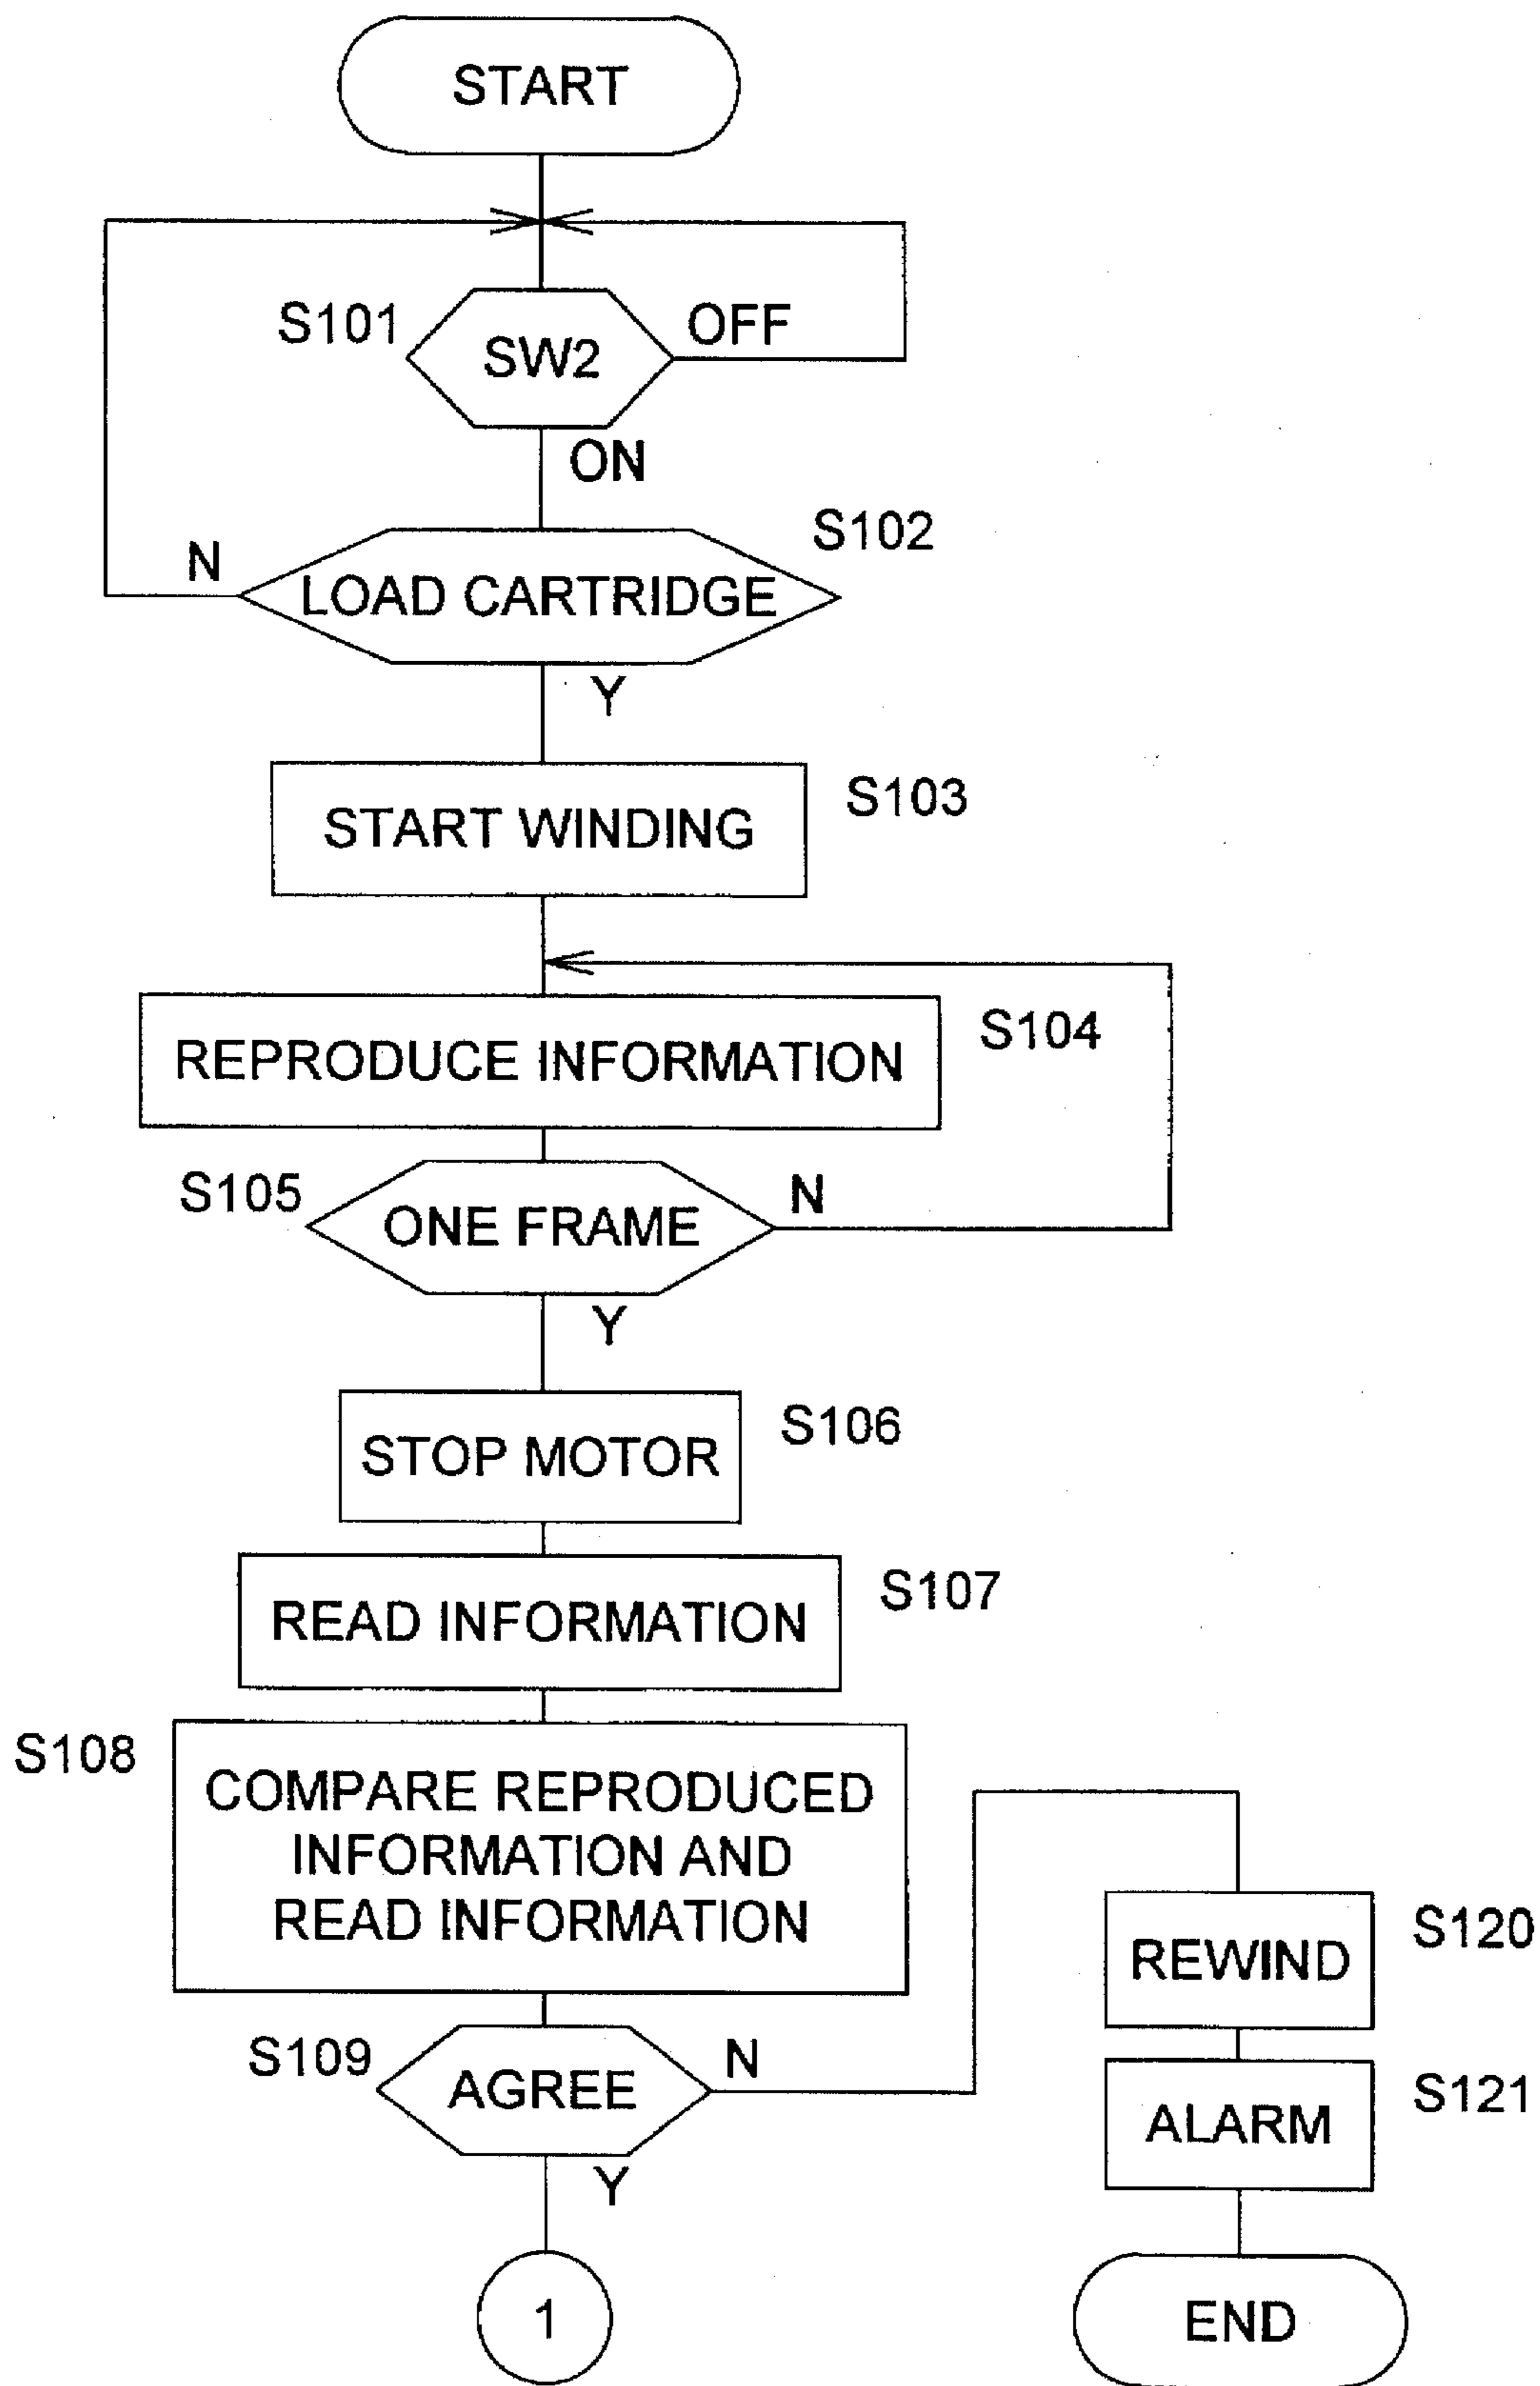 START
S101
SW2
OFF
ON
S102
N
LOAD CARTRIDGE
Y
START WINDING
S103
REPRODUCE INFORMATION
S104
S105
ONE FRAME
N
Y
STOP MOTOR
S106
READ INFORMATION
S107
S108
COMPARE REPRODUCED
INFORMATION AND
READ INFORMATION
S109
AGREE
N
Y
1
REWIND
S120
ALARM
S121
END